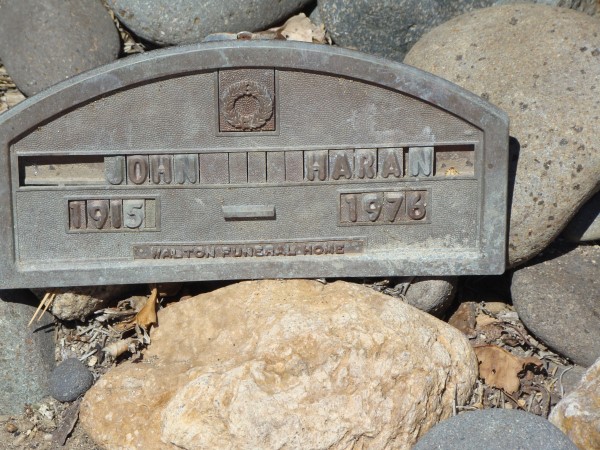 JOHN HARAN
1915 — 1976
WALTON FUNERAL HOME